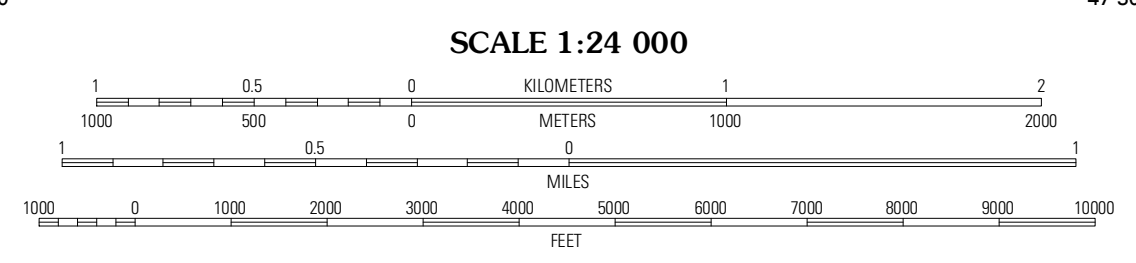 SCALE 1:24 000
1 0.5 0 KILOMETERS 1 2
1000 500 0 METERS 1000 2000
1 0.5 0 1
MILES
1000 0 1000 2000 3000 4000 5000 6000 7000 8000 9000 10000
FEET